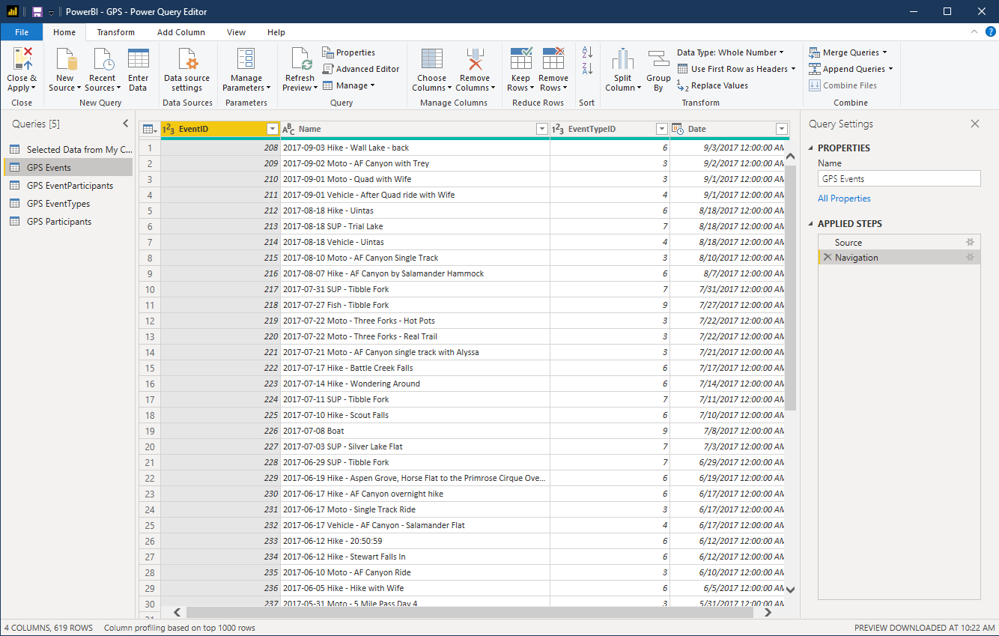 PowerBI - GPS - Power Query Editor
File Home Transform Add Column View Help
Close & Apply
New Source
Recent Sources
Enter Data
Data source settings
Manage Parameters
Refresh Preview
Properties
Advanced Editor
Manage
Choose Columns
Remove Columns
Keep Rows
Remove Rows
A Z
Z A
Split Column
Group By
Data Type: Whole Number
Use First Row as Headers
1 2 Replace Values
Merge Queries
Append Queries
Combine Files
Close New Query Data Sources Parameters Query Manage Columns Reduce Rows Sort Transform Combine
Queries [5]
Selected Data from My C...
GPS Events
GPS EventParticipants
GPS EventTypes
GPS Participants
123 EventID ABC Name 123 EventTypeID Date
1 208 2017-09-03 Hike - Wall Lake - back 6 9/3/2017 12:00:00 AM
2 209 2017-09-02 Moto - AF Canyon with Trey 3 9/2/2017 12:00:00 AM
3 210 2017-09-01 Moto - Quad with Wife 3 9/1/2017 12:00:00 AM
4 211 2017-09-01 Vehicle - After Quad ride with Wife 4 9/1/2017 12:00:00 AM
5 212 2017-08-18 Hike - Uintas 6 8/18/2017 12:00:00 AM
6 213 2017-08-18 SUP - Trial Lake 7 8/18/2017 12:00:00 AM
7 214 2017-08-18 Vehicle - Uintas 4 8/18/2017 12:00:00 AM
8 215 2017-08-10 Moto - AF Canyon Single Track 3 8/10/2017 12:00:00 AM
9 216 2017-08-07 Hike - AF Canyon by Salamander Hammock 6 8/7/2017 12:00:00 AM
10 217 2017-07-31 SUP - Tibble Fork 7 7/31/2017 12:00:00 AM
11 218 2017-07-27 Fish - Tibble Fork 9 7/27/2017 12:00:00 AM
12 219 2017-07-22 Moto - Three Forks - Hot Pots 3 7/22/2017 12:00:00 AM
13 220 2017-07-22 Moto - Three Forks - Real Trail 3 7/22/2017 12:00:00 AM
14 221 2017-07-21 Moto - AF Canyon single track with Alyssa 3 7/21/2017 12:00:00 AM
15 222 2017-07-17 Hike - Battle Creek Falls 6 7/17/2017 12:00:00 AM
16 223 2017-07-14 Hike - Wondering Around 6 7/14/2017 12:00:00 AM
17 224 2017-07-11 SUP - Tibble Fork 7 7/11/2017 12:00:00 AM
18 225 2017-07-10 Hike - Scout Falls 6 7/10/2017 12:00:00 AM
19 226 2017-07-08 Boat 9 7/8/2017 12:00:00 AM
20 227 2017-07-03 SUP - Silver Lake Flat 7 7/3/2017 12:00:00 AM
21 228 2017-06-29 SUP - Tibble Fork 7 6/29/2017 12:00:00 AM
22 229 2017-06-19 Hike - Aspen Grove, Horse Flat to the Primrose Cirque Ove... 6 6/19/2017 12:00:00 AM
23 230 2017-06-17 Hike - AF Canyon overnight hike 6 6/17/2017 12:00:00 AM
24 231 2017-06-17 Moto - Single Track Ride 3 6/17/2017 12:00:00 AM
25 232 2017-06-17 Vehicle - AF Canyon - Salamander Flat 4 6/17/2017 12:00:00 AM
26 233 2017-06-12 Hike - 20:50:59 6 6/12/2017 12:00:00 AM
27 234 2017-06-12 Hike - Stewart Falls In 6 6/12/2017 12:00:00 AM
28 235 2017-06-10 Moto - AF Canyon Ride 3 6/10/2017 12:00:00 AM
29 236 2017-06-05 Hike - Hike with Wife 6 6/5/2017 12:00:00 AM
30 237 2017-05-31 Moto - 5 Mile Pass Day 4 3 5/31/2017 12:00:00 AM
31
Query Settings
PROPERTIES
Name
GPS Events
All Properties
APPLIED STEPS
Source
Navigation
4 COLUMNS, 619 ROWS Column profiling based on top 1000 rows PREVIEW DOWNLOADED AT 10:22 AM